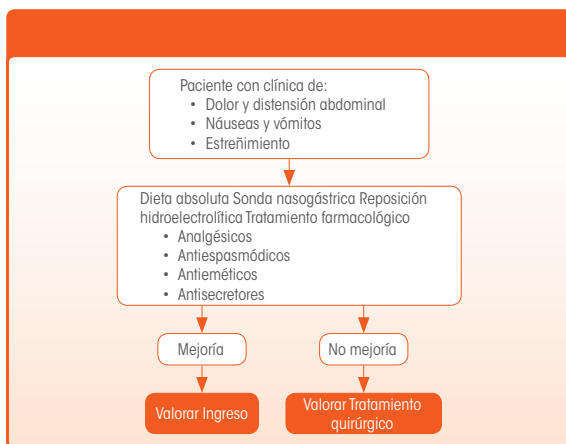 Paciente con clínica de:
• Dolor y distensión abdominal
• Náuseas y vómitos
• Estreñimiento
Dieta absoluta Sonda nasogástrica Reposición
hidroelectrolítica Tratamiento farmacológico
• Analgésicos
• Antiespasmódicos
• Antieméticos
• Antisecretores
Mejoría
No mejoría
Valorar Ingreso
Valorar Tratamiento
quirúrgico